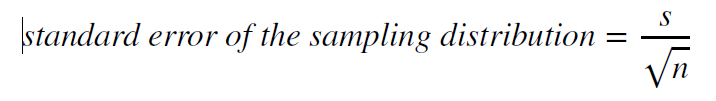 standard error of the sampling distribution = s/√n